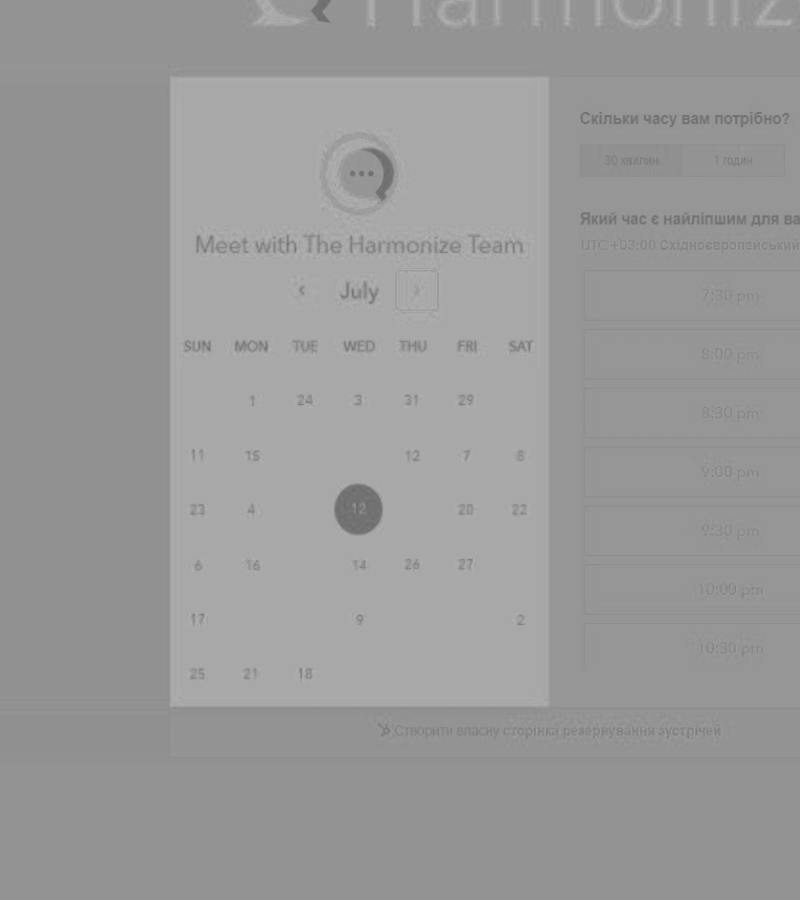 Harmoniz
Meet with The Harmonize Team
‹ July ›
SUN MON TUE WED THU FRI SAT
1 24 3 31 29
11 15 12 7 8
23 4 12 20 22
6 16 14 26 27
17 9 2
25 21 18
Скільки часу вам потрібно?
30 хвилин 1 годин
Який час є найліпшим для ва
UTC +03:00 Східноєвропейський
7:30 pm
8:00 pm
8:30 pm
9:00 pm
9:30 pm
10:00 pm
10:30 pm
Створити власну сторінка резервування зустрічей